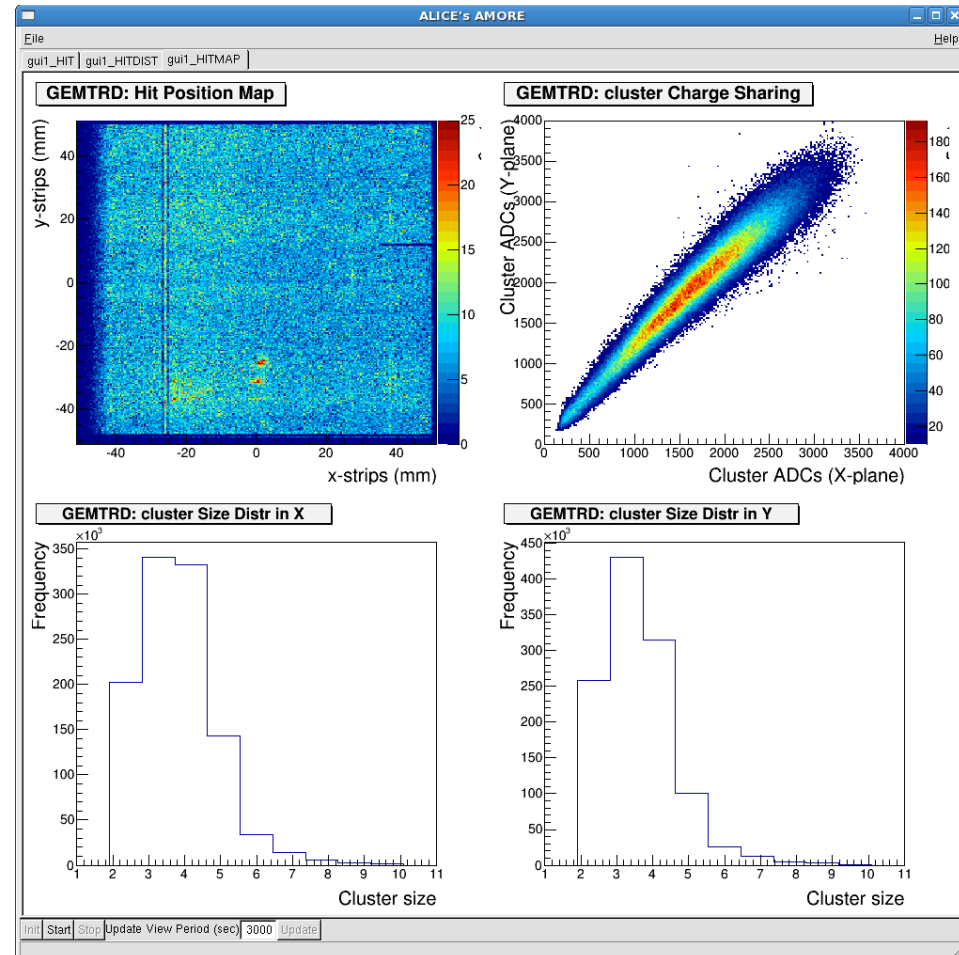 ALICE's AMORE
File
Help
gui1_HIT gui1_HITDIST gui1_HITMAP
GEMTRD: Hit Position Map
y-strips (mm)
40
20
0
-20
-40
-40 -20 0 20 40
x-strips (mm)
25
20
15
10
5
0
GEMTRD: cluster Charge Sharing
Cluster ADCs (Y-plane)
4000
3500
3000
2500
2000
1500
1000
500
0
0 500 1000 1500 2000 2500 3000 3500 4000
Cluster ADCs (X-plane)
180
160
140
120
100
80
60
40
20
GEMTRD: cluster Size Distr in X
×10³
Frequency
350
300
250
200
150
100
50
0
1 2 3 4 5 6 7 8 9 10 11
Cluster size
GEMTRD: cluster Size Distr in Y
×10³
Frequency
450
400
350
300
250
200
150
100
50
0
1 2 3 4 5 6 7 8 9 10 11
Cluster size
Init Start Stop Update View Period (sec) 3000 Update